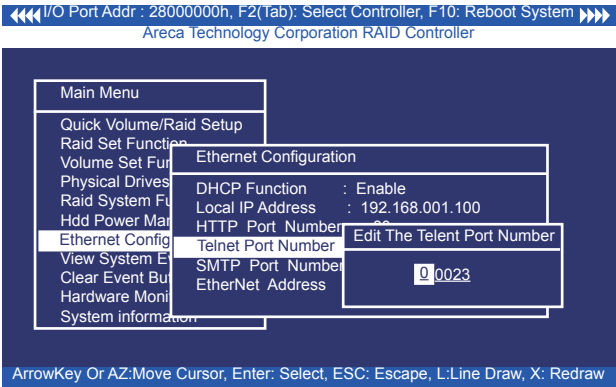 I/O Port Addr : 28000000h, F2(Tab): Select Controller, F10: Reboot System
Areca Technology Corporation RAID Controller
Main Menu
Quick Volume/Raid Setup
Raid Set Function
Volume Set Fur
Physical Drives
Raid System Fu
Hdd Power Mar
Ethernet Config
View System Ev
Clear Event Buf
Hardware Moni
System information
Ethernet Configuration
DHCP Function : Enable
Local IP Address : 192.168.001.100
HTTP Port Number
Telnet Port Number
SMTP Port Number
EtherNet Address
Edit The Telent Port Number
0 0023
ArrowKey Or AZ:Move Cursor, Enter: Select, ESC: Escape, L:Line Draw, X: Redraw